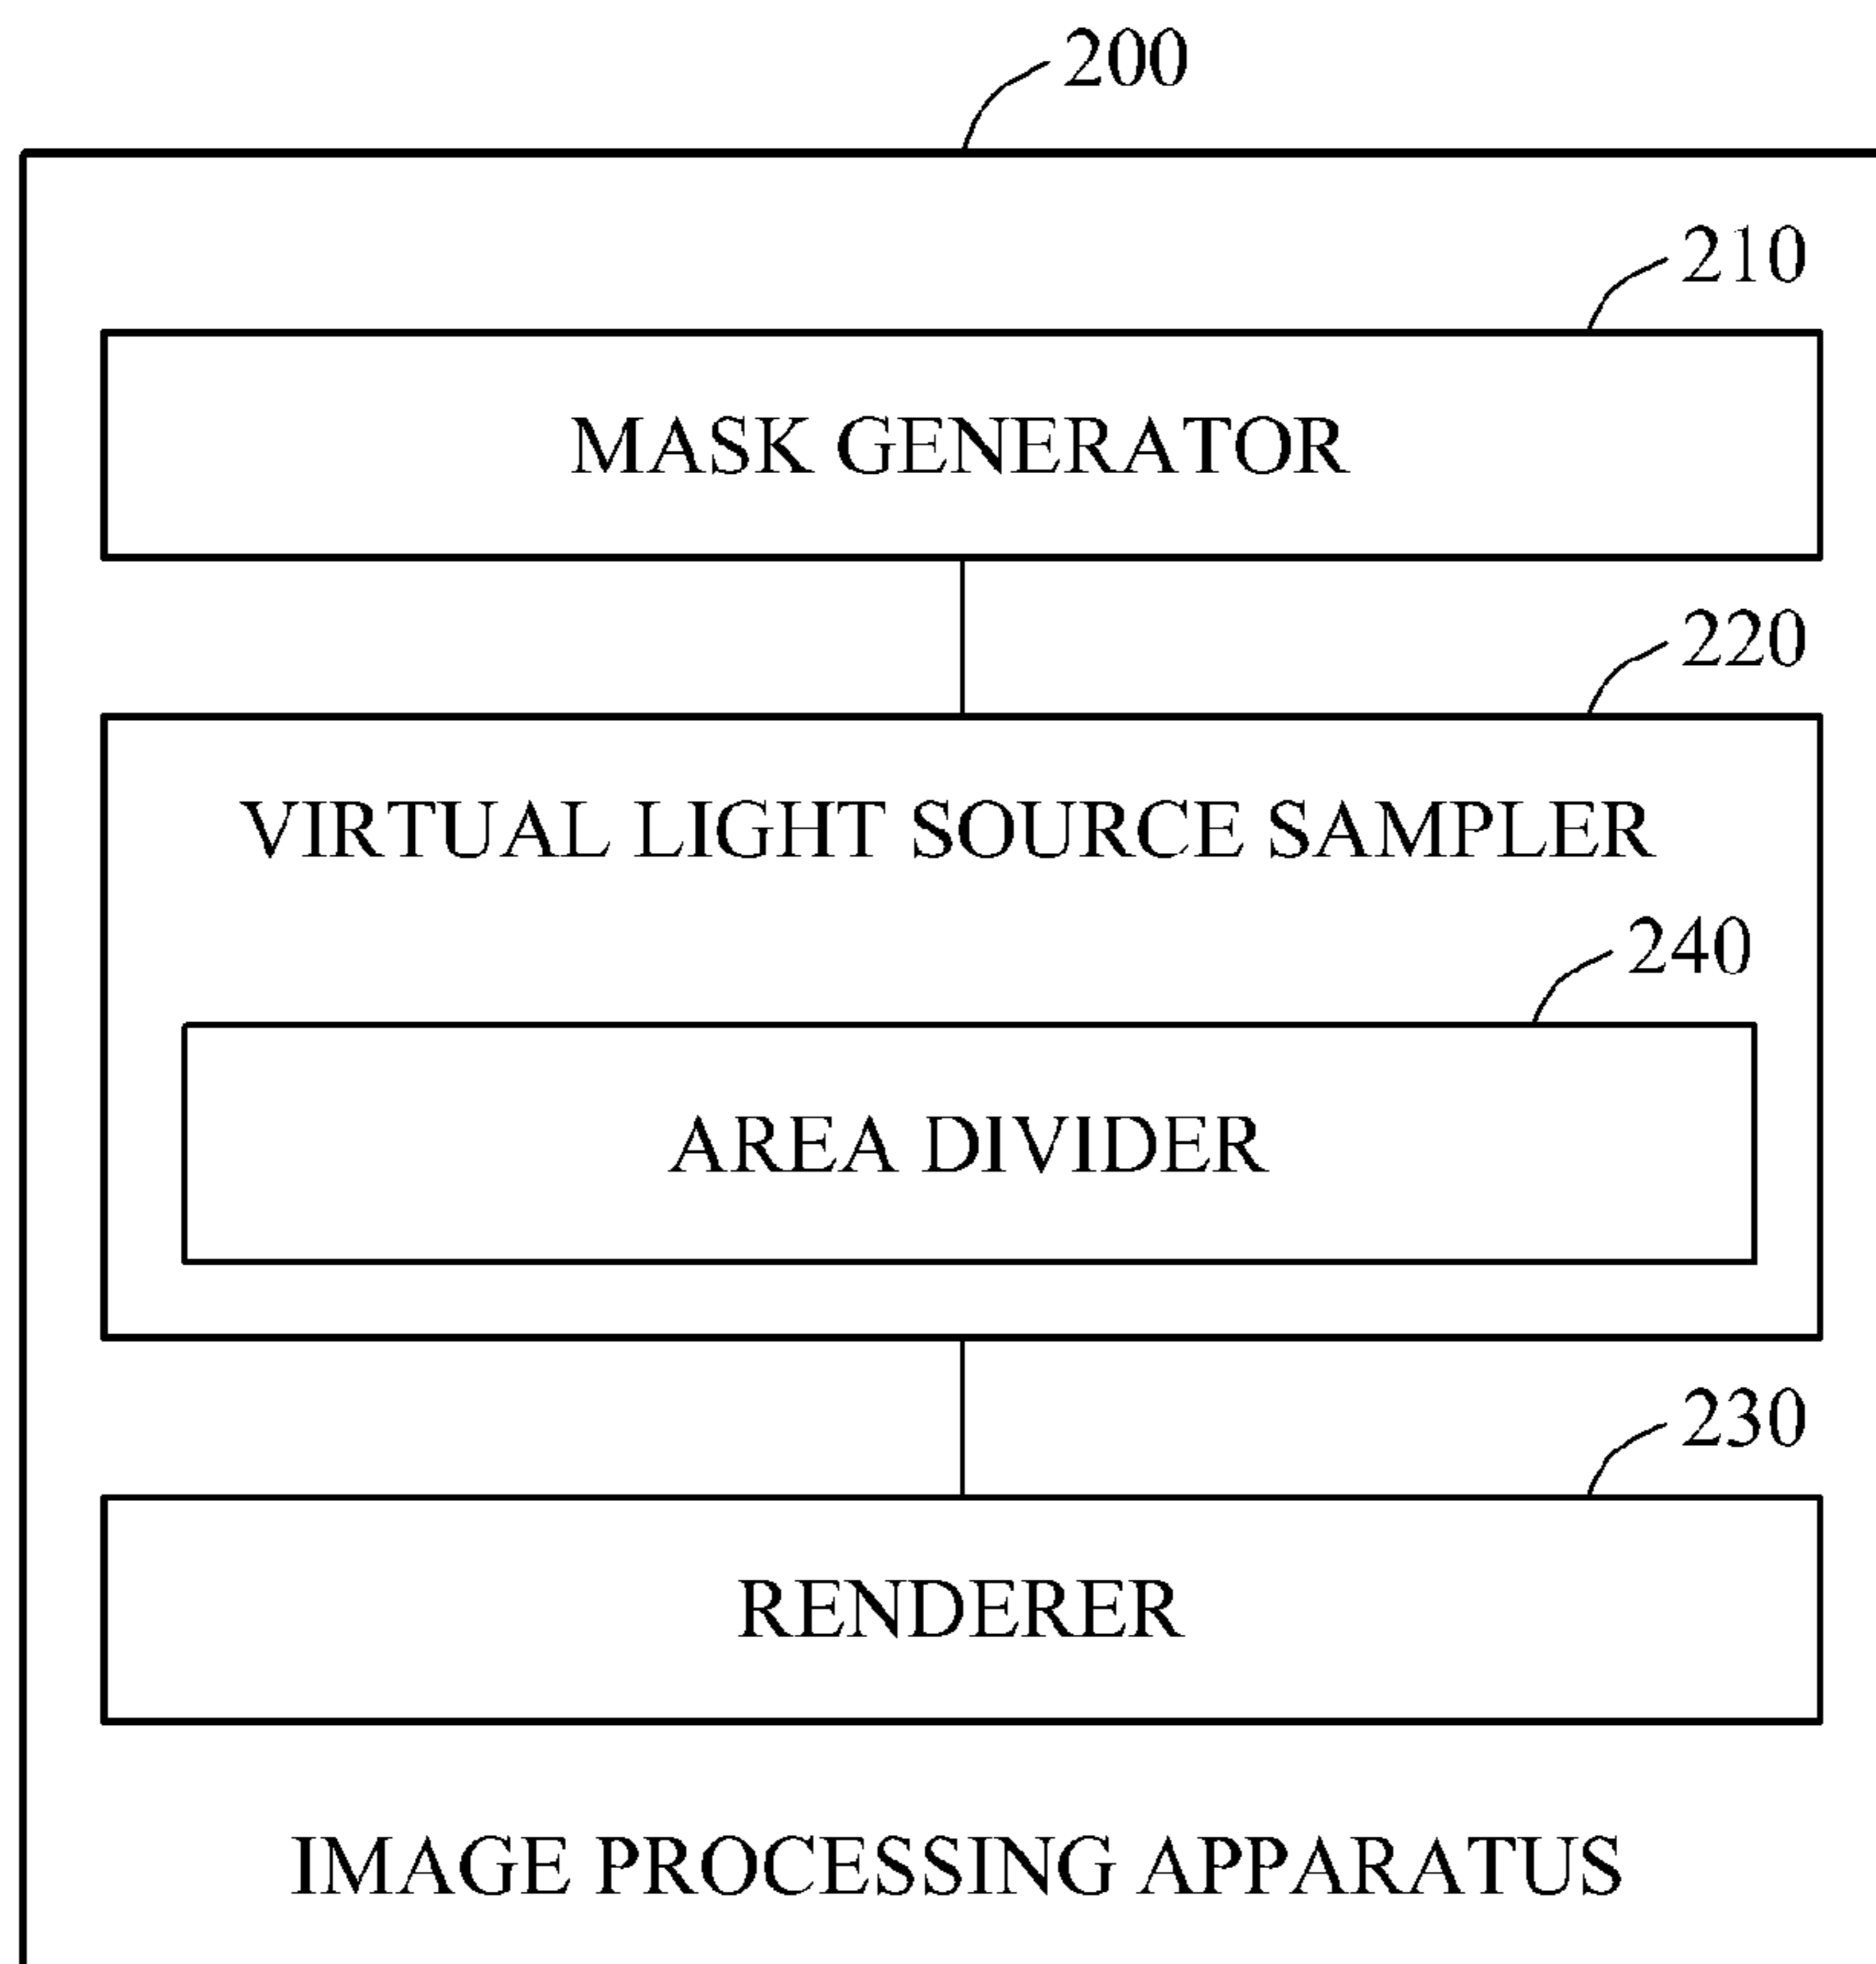 200
210
MASK GENERATOR
220
VIRTUAL LIGHT SOURCE SAMPLER
240
AREA DIVIDER
230
RENDERER
IMAGE PROCESSING APPARATUS